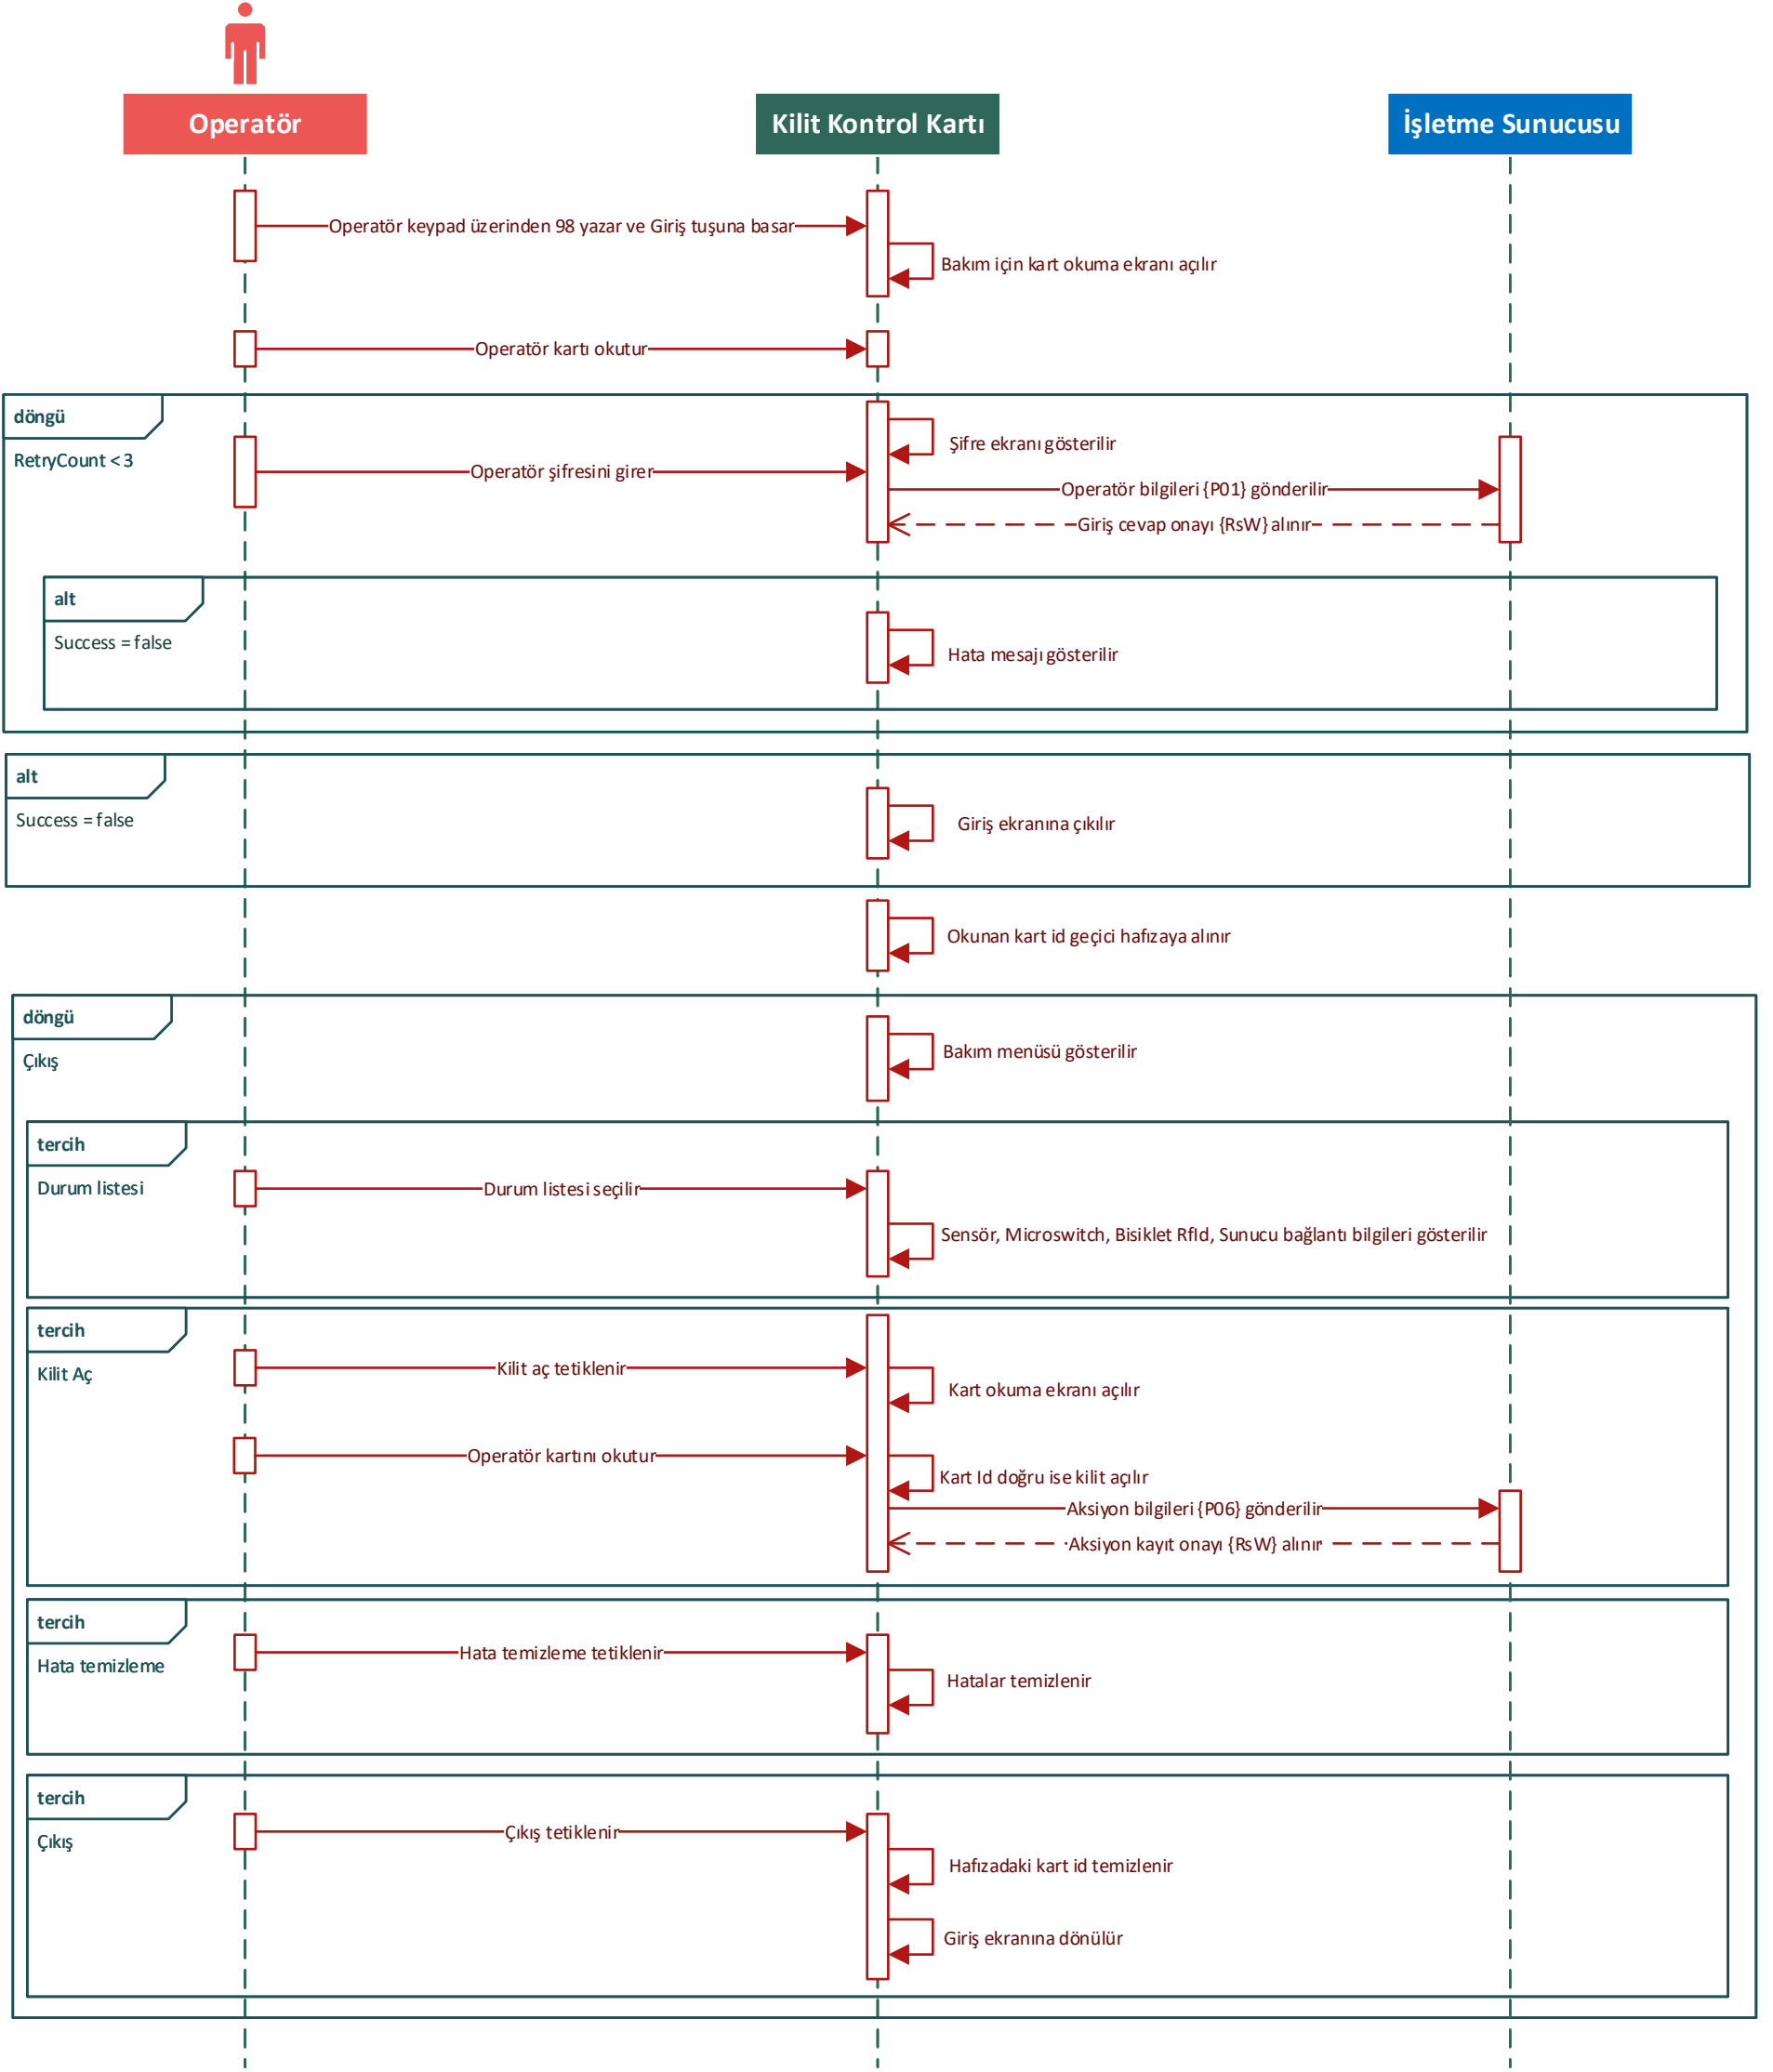 Operatör
Kilit Kontrol Kartı
İşletme Sunucusu
Operatör keypad üzerinden 98 yazar ve Giriş tuşuna basar
Bakım için kart okuma ekranı açılır
Operatör kartı okutur
döngü
RetryCount < 3
Şifre ekranı gösterilir
Operatör şifresini girer
Operatör bilgileri {P01} gönderilir
Giriş cevap onayı {RsW} alınır
alt
Success = false
Hata mesajı gösterilir
alt
Success = false
Giriş ekranına çıkılır
Okunan kart id geçici hafızaya alınır
döngü
Çıkış
Bakım menüsü gösterilir
tercih
Durum listesi
Durum listesi seçilir
Sensör, Microswitch, Bisiklet RfId, Sunucu bağlantı bilgileri gösterilir
tercih
Kilit Aç
Kilit aç tetiklenir
Kart okuma ekranı açılır
Operatör kartını okutur
Kart Id doğru ise kilit açılır
Aksiyon bilgileri {P06} gönderilir
Aksiyon kayıt onayı {RsW} alınır
tercih
Hata temizleme
Hata temizleme tetiklenir
Hatalar temizlenir
tercih
Çıkış
Çıkış tetiklenir
Hafızadaki kart id temizlenir
Giriş ekranına dönülür